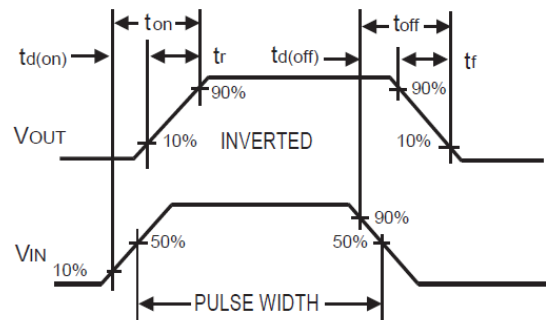 ton toff
td(on) tr td(off) tf
90% 90%
VOUT 10% INVERTED 10%
90%
VIN 50% 50%
10%
PULSE WIDTH